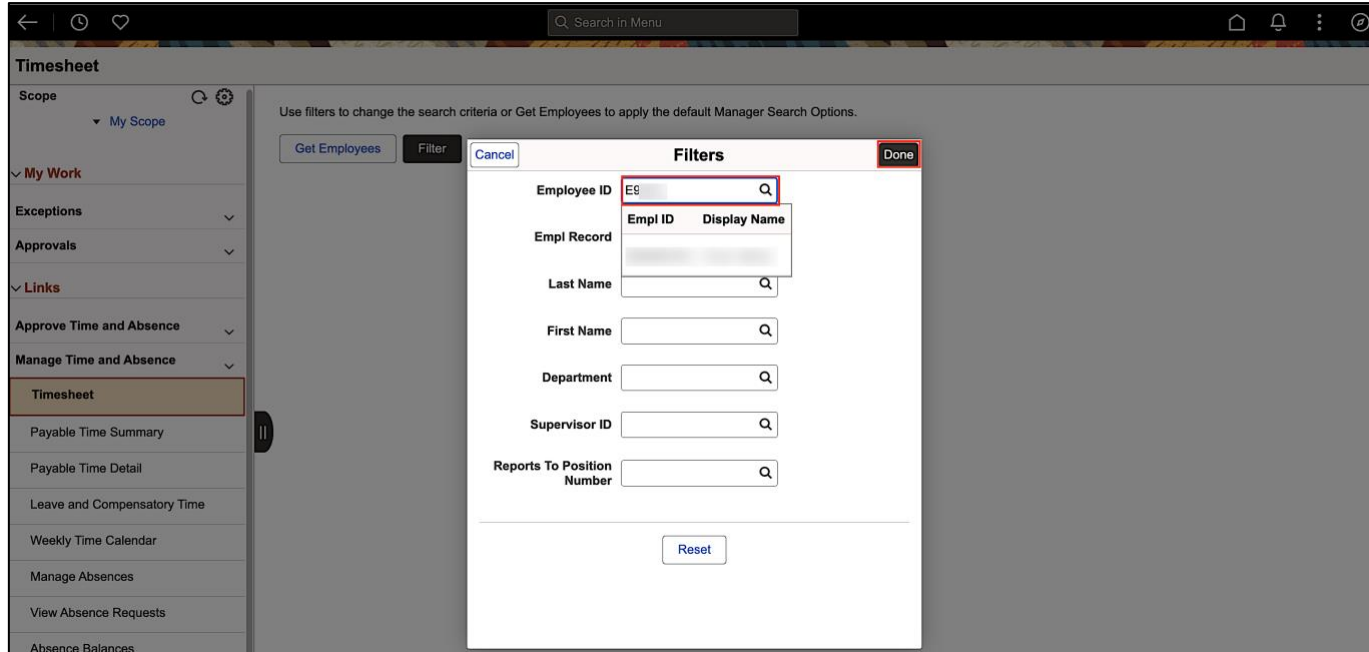 Search in Menu
Timesheet
Scope
My Scope
My Work
Exceptions
Approvals
Links
Approve Time and Absence
Manage Time and Absence
Timesheet
Payable Time Summary
Payable Time Detail
Leave and Compensatory Time
Weekly Time Calendar
Manage Absences
View Absence Requests
Absence Balances
Use filters to change the search criteria or Get Employees to apply the default Manager Search Options.
Get Employees Filter
Cancel Filters Done
Employee ID E9
Empl ID Display Name
Empl Record
Last Name
First Name
Department
Supervisor ID
Reports To Position
Number
Reset